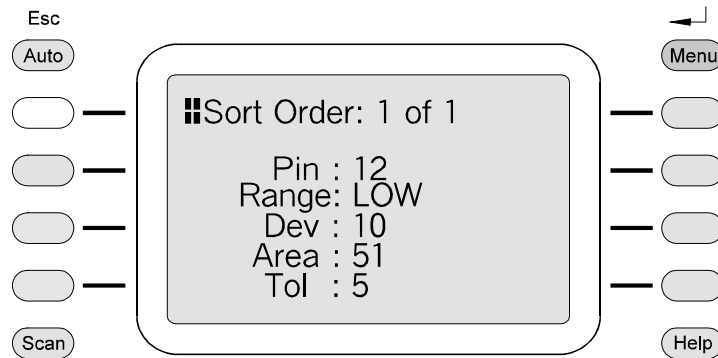 Esc
Auto
Menu
Sort Order: 1 of 1
Pin : 12
Range: LOW
Dev : 10
Area : 51
Tol : 5
Scan
Help